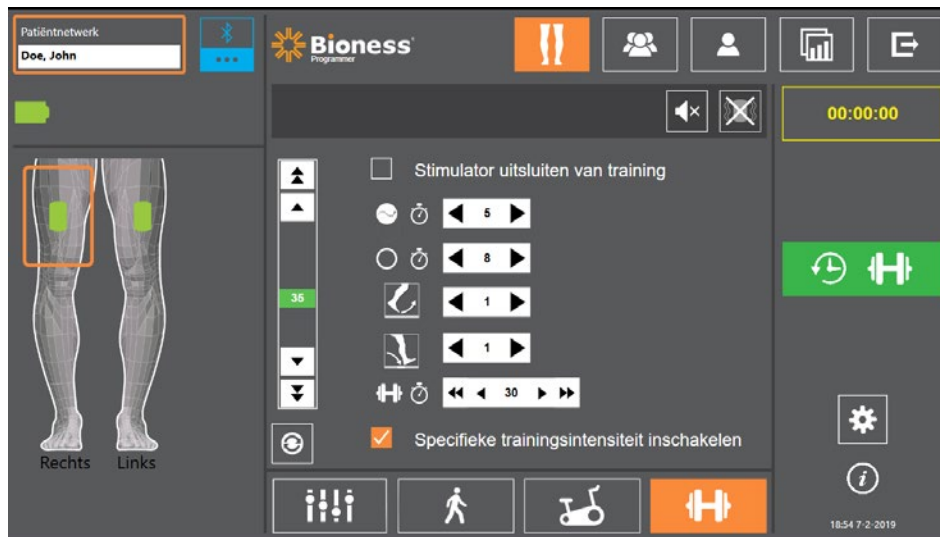 Patiëntnetwerk
Doe, John
Bioness
Programmer
00:00:00
Stimulator uitsluiten van training
5
8
35
1
1
30
Specifieke trainingsintensiteit inschakelen
Rechts Links
i
18:54 7-2-2019